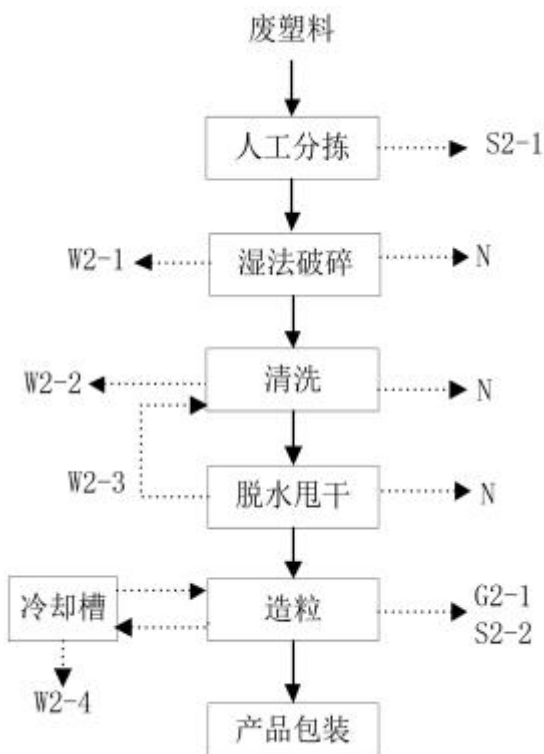 废塑料
人工分拣
S2-1
W2-1
湿法破碎
N
W2-2
清洗
N
W2-3
脱水甩干
N
冷却槽
造粒
G2-1
S2-2
W2-4
产品包装